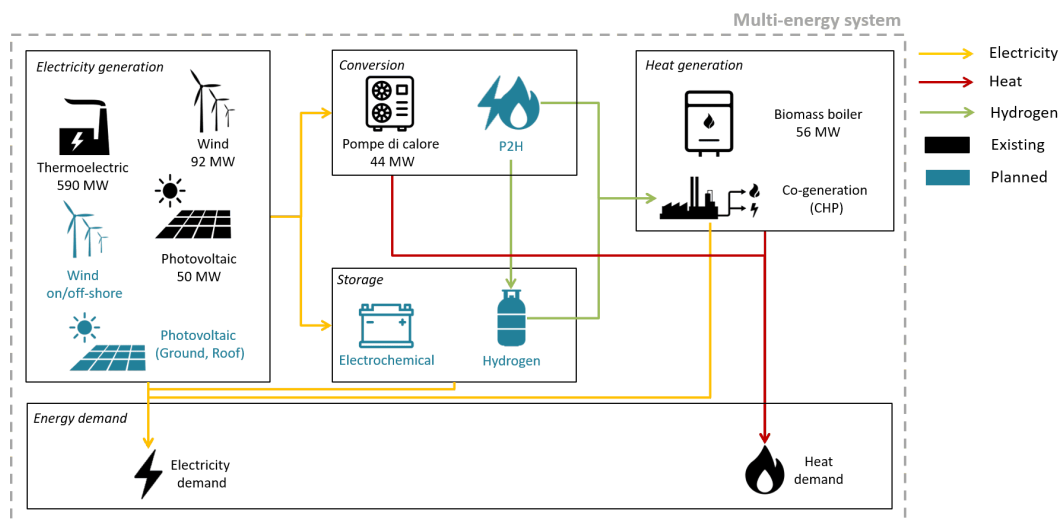 Multi-energy system
Electricity generation
Thermoelectric
590 MW
Wind
92 MW
Photovoltaic
50 MW
Wind
on/off-shore
Photovoltaic
(Ground, Roof)
Conversion
Pompe di calore
44 MW
P2H
Storage
Electrochemical
Hydrogen
Heat generation
Biomass boiler
56 MW
Co-generation
(CHP)
Energy demand
Electricity
demand
Heat
demand
Electricity
Heat
Hydrogen
Existing
Planned